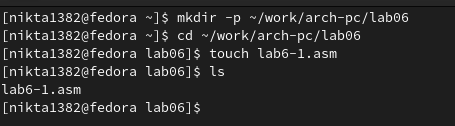 [nikta1382@fedora ~]$ mkdir -p ~/work/arch-pc/lab06
[nikta1382@fedora ~]$ cd ~/work/arch-pc/lab06
[nikta1382@fedora lab06]$ touch lab6-1.asm
[nikta1382@fedora lab06]$ ls
lab6-1.asm
[nikta1382@fedora lab06]$